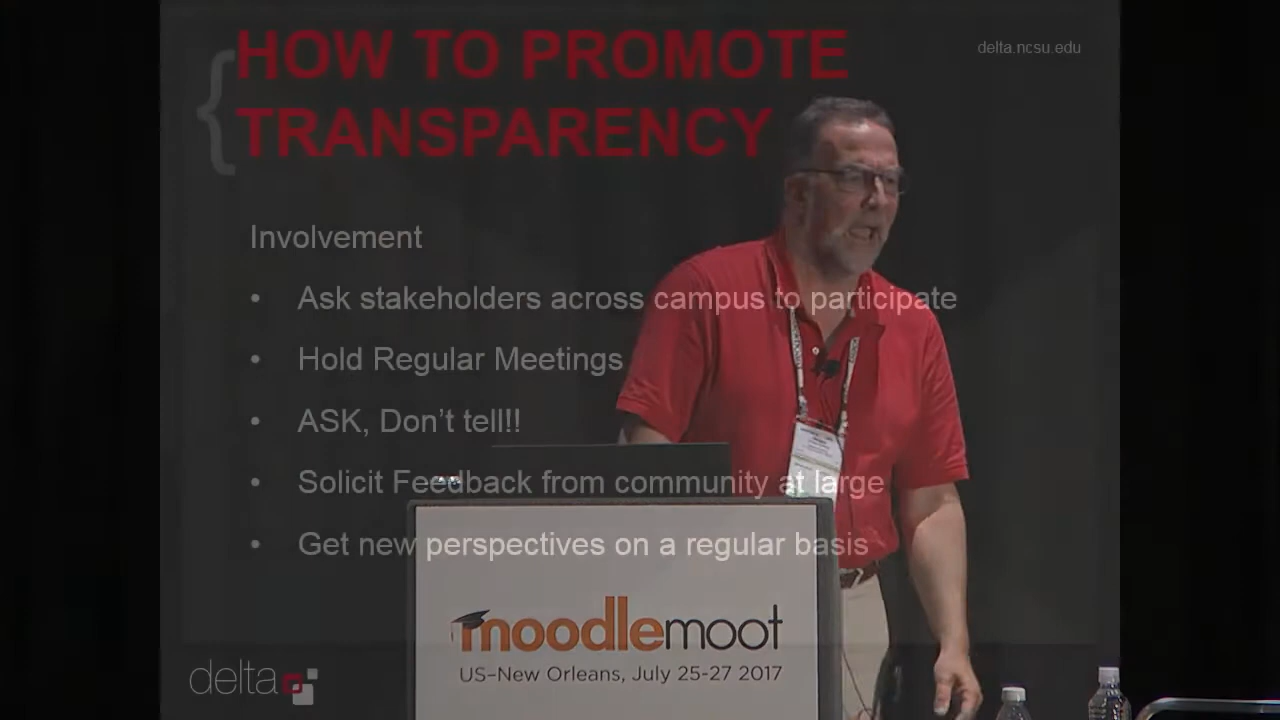 HOW TO PROMOTE
TRANSPARENCY
delta.ncsu.edu
Involvement
• Ask stakeholders across campus to participate
• Hold Regular Meetings
• ASK, Don't tell!!
• Solicit Feedback from community at large
• Get new perspectives on a regular basis
moodlemoot
US–New Orleans, July 25-27 2017
delta